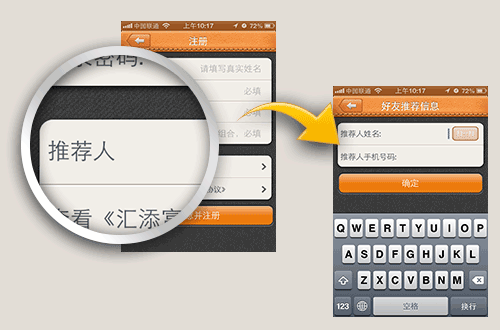 中国联通 上午10:17 72%
注册
请填写真实姓名
必填
必填
组合，必填
协议》
并注册
密码:
推荐人
查看《汇添富
中国联通 上午10:17 72%
好友推荐信息
推荐人姓名:
推荐人手机号码:
确定
Q W E R T Y U I O P
A S D F G H J K L
Z X C V B N M
123 空格 换行